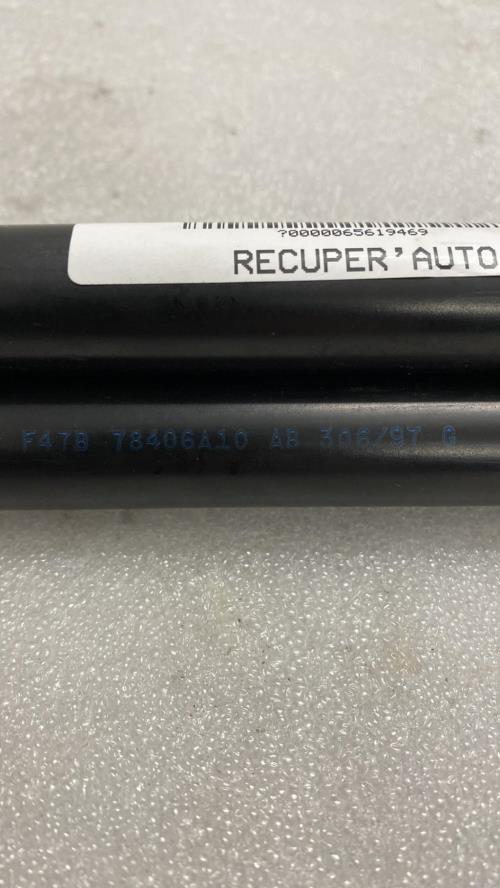 ?0000065619469
RECUPER'AUTO
F47B 78406A10 AB 306/97 G